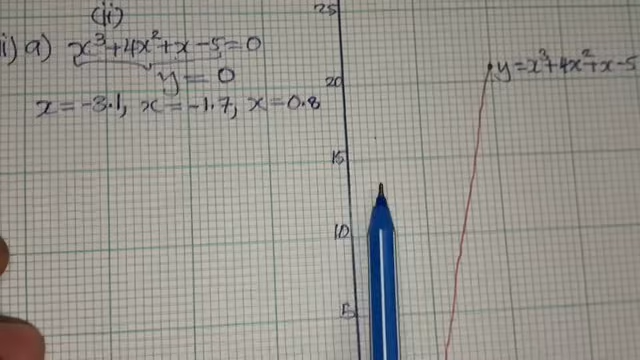 (ii)
i) a) x³+4x²+x-5=0
y=0
x=-3.1, x=-1.7, x=0.8
25
20
y=x³+4x²+x-5
15
10
5